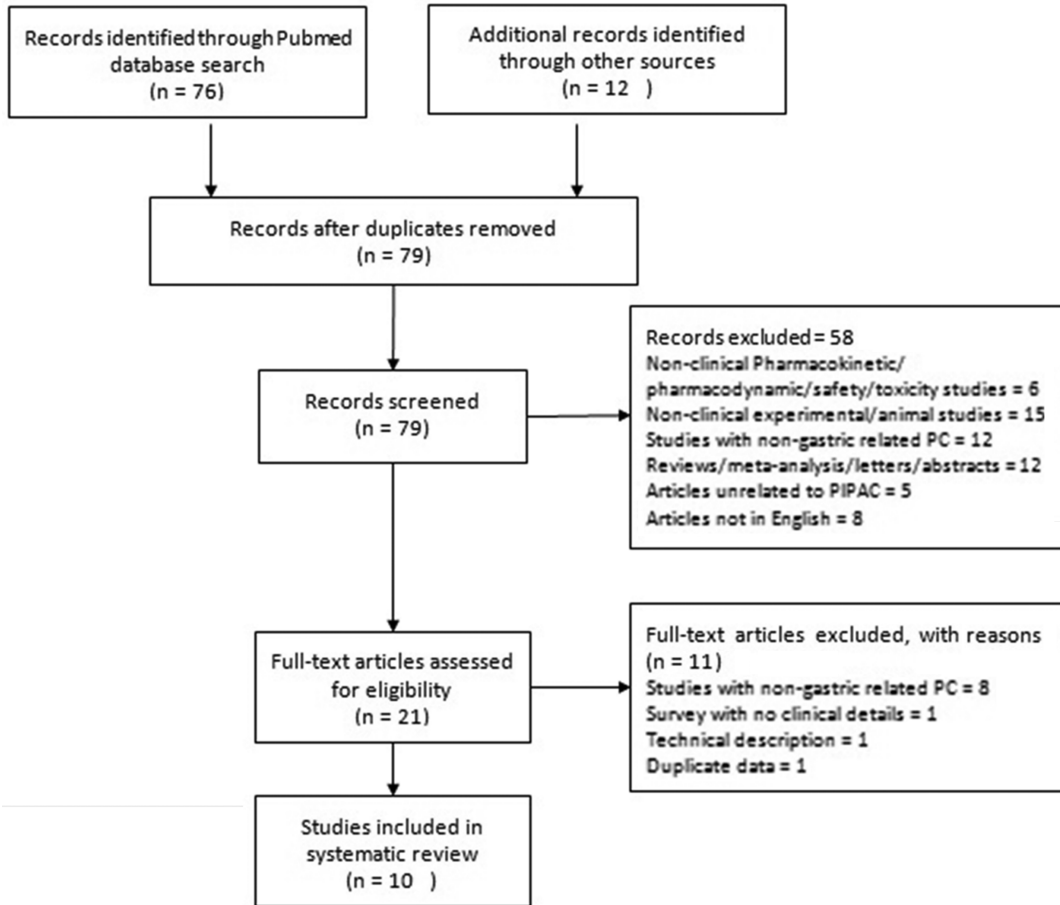 Records identified through Pubmed
database search
(n = 76)
Additional records identified
through other sources
(n = 12 )
Records after duplicates removed
(n = 79)
Records screened
(n = 79)
Records excluded = 58
Non-clinical Pharmacokinetic/
pharmacodynamic/safety/toxicity studies = 6
Non-clinical experimental/animal studies = 15
Studies with non-gastric related PC = 12
Reviews/meta-analysis/letters/abstracts = 12
Articles unrelated to PIPAC = 5
Articles not in English = 8
Full-text articles assessed
for eligibility
(n = 21)
Full-text articles excluded, with reasons
(n = 11)
Studies with non-gastric related PC = 8
Survey with no clinical details = 1
Technical description = 1
Duplicate data = 1
Studies included in
systematic review
(n = 10 )